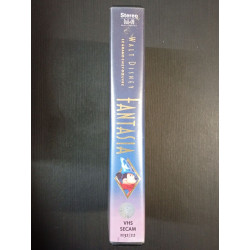 Stereo
Hi-Fi
WALT DISNEY
FANTASIA
VHS
SECAM